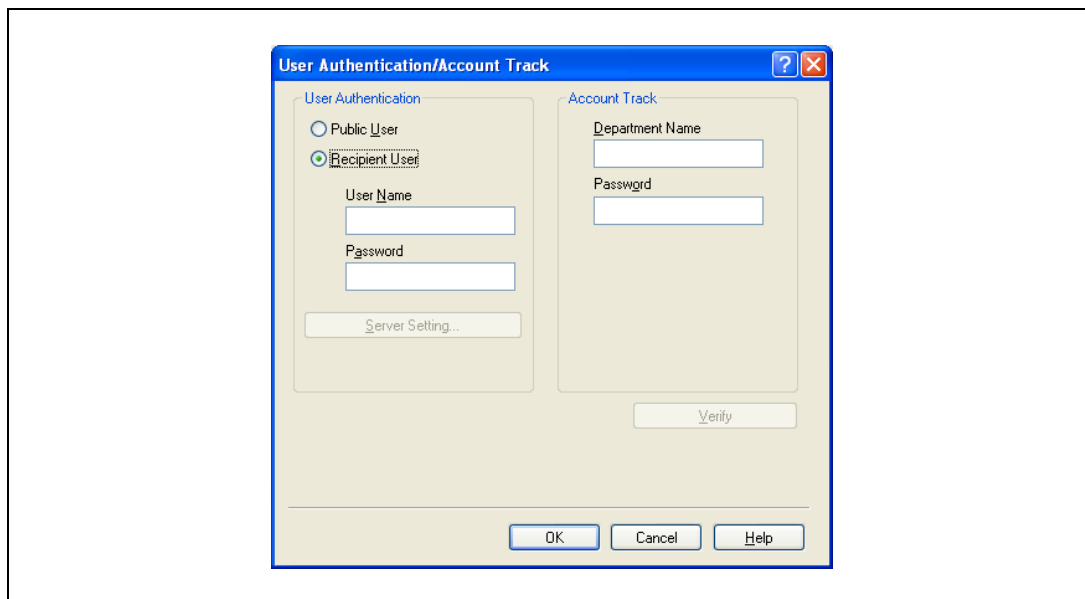 User Authentication/Account Track
User Authentication
Public User
Recipient User
User Name
Password
Server Setting...
Account Track
Department Name
Password
Verify
OK
Cancel
Help